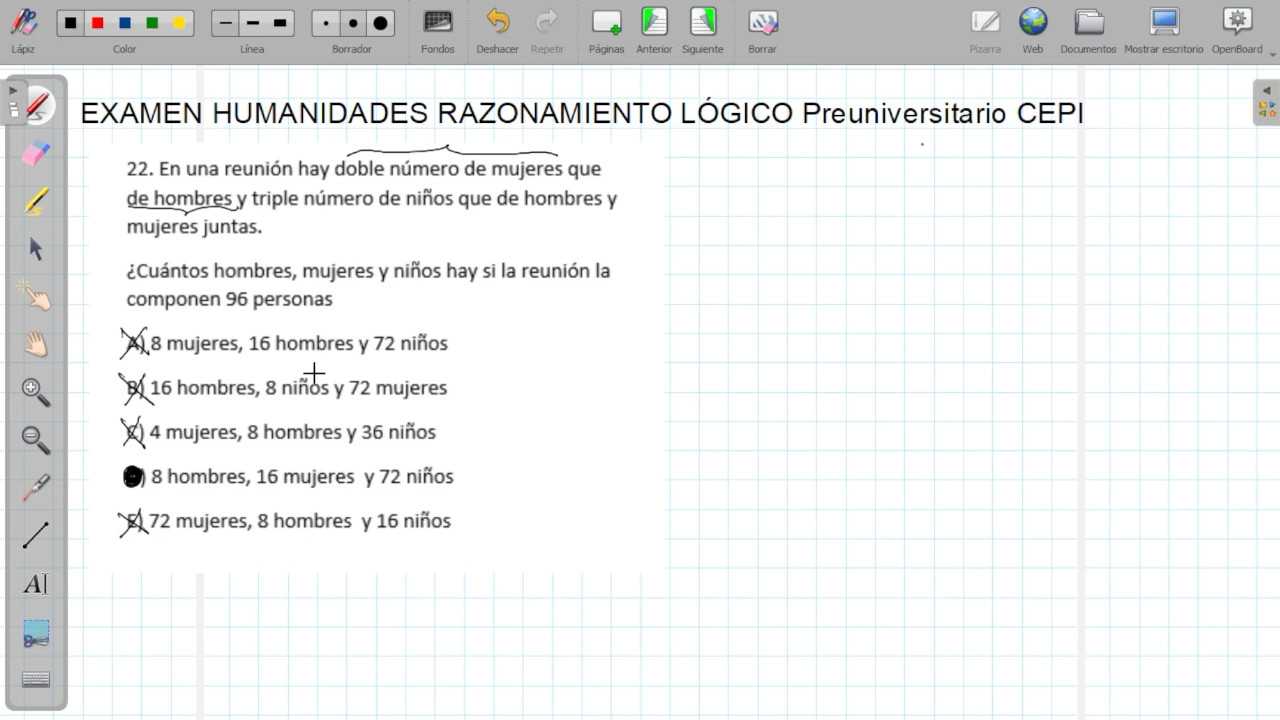 Lápiz
Color
Línea
Borrador
Fondos
Deshacer
Repetir
Páginas
Anterior
Siguiente
Borrar
Pizarra
Web
Documentos
Mostrar escritorio
OpenBoard
EXAMEN HUMANIDADES RAZONAMIENTO LÓGICO Preuniversitario CEPI
22. En una reunión hay doble número de mujeres que
de hombres y triple número de niños que de hombres y
mujeres juntas.
¿Cuántos hombres, mujeres y niños hay si la reunión la
componen 96 personas
A) 8 mujeres, 16 hombres y 72 niños
B) 16 hombres, 8 niños y 72 mujeres
C) 4 mujeres, 8 hombres y 36 niños
) 8 hombres, 16 mujeres y 72 niños
E) 72 mujeres, 8 hombres y 16 niños
A